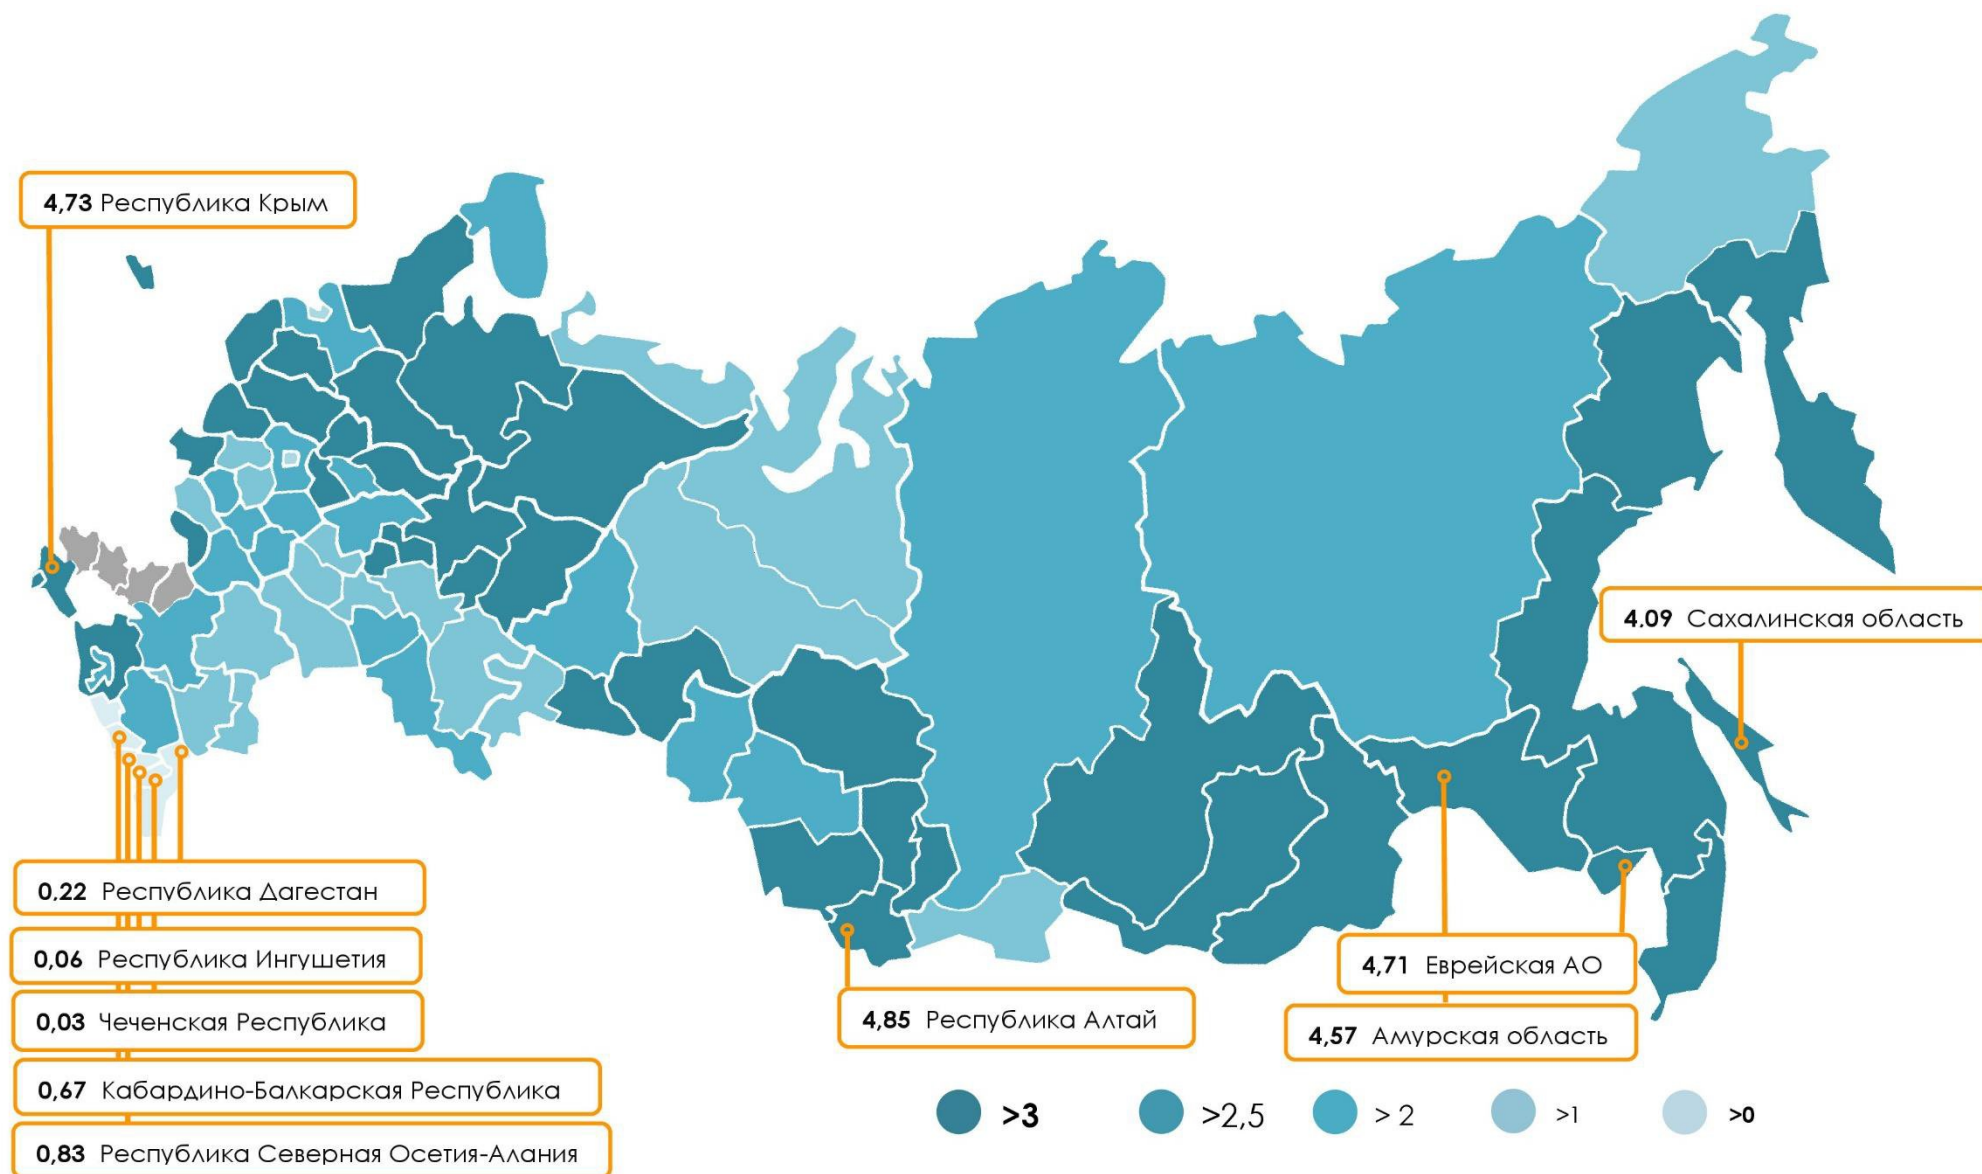 4,73 Республика Крым
4,09 Сахалинская область
0,22 Республика Дагестан
0,06 Республика Ингушетия
0,03 Чеченская Республика
0,67 Кабардино-Балкарская Республика
0,83 Республика Северная Осетия-Алания
4,85 Республика Алтай
4,71 Еврейская АО
4,57 Амурская область
>3
>2,5
> 2
>1
>0